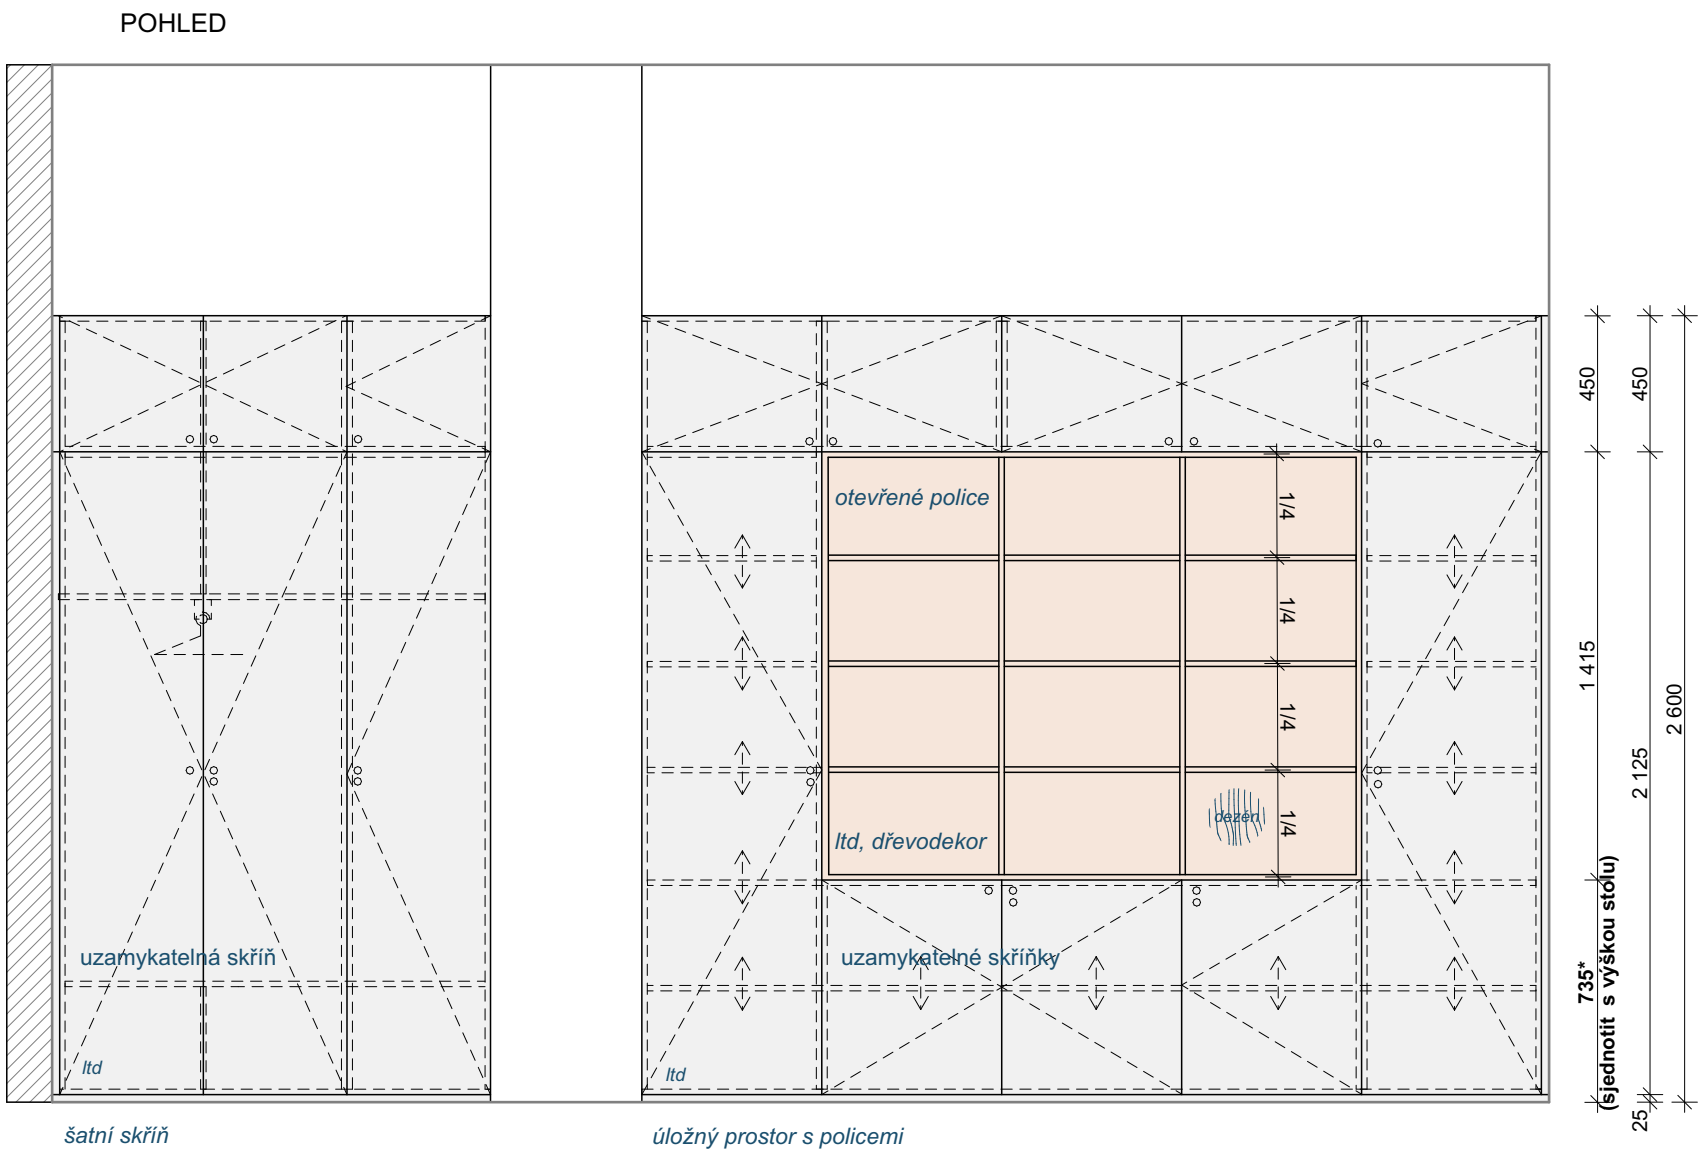 POHLED
450
450
otevřené police
1/4
1/4
1 415
2 600
1/4
2 125
dezén
1/4
ltd, dřevodekor
uzamykatelná skříň
uzamykatelné skříňky
735*
(sjednotit s výškou stolu)
ltd
ltd
25
šatní skříň
úložný prostor s policemi